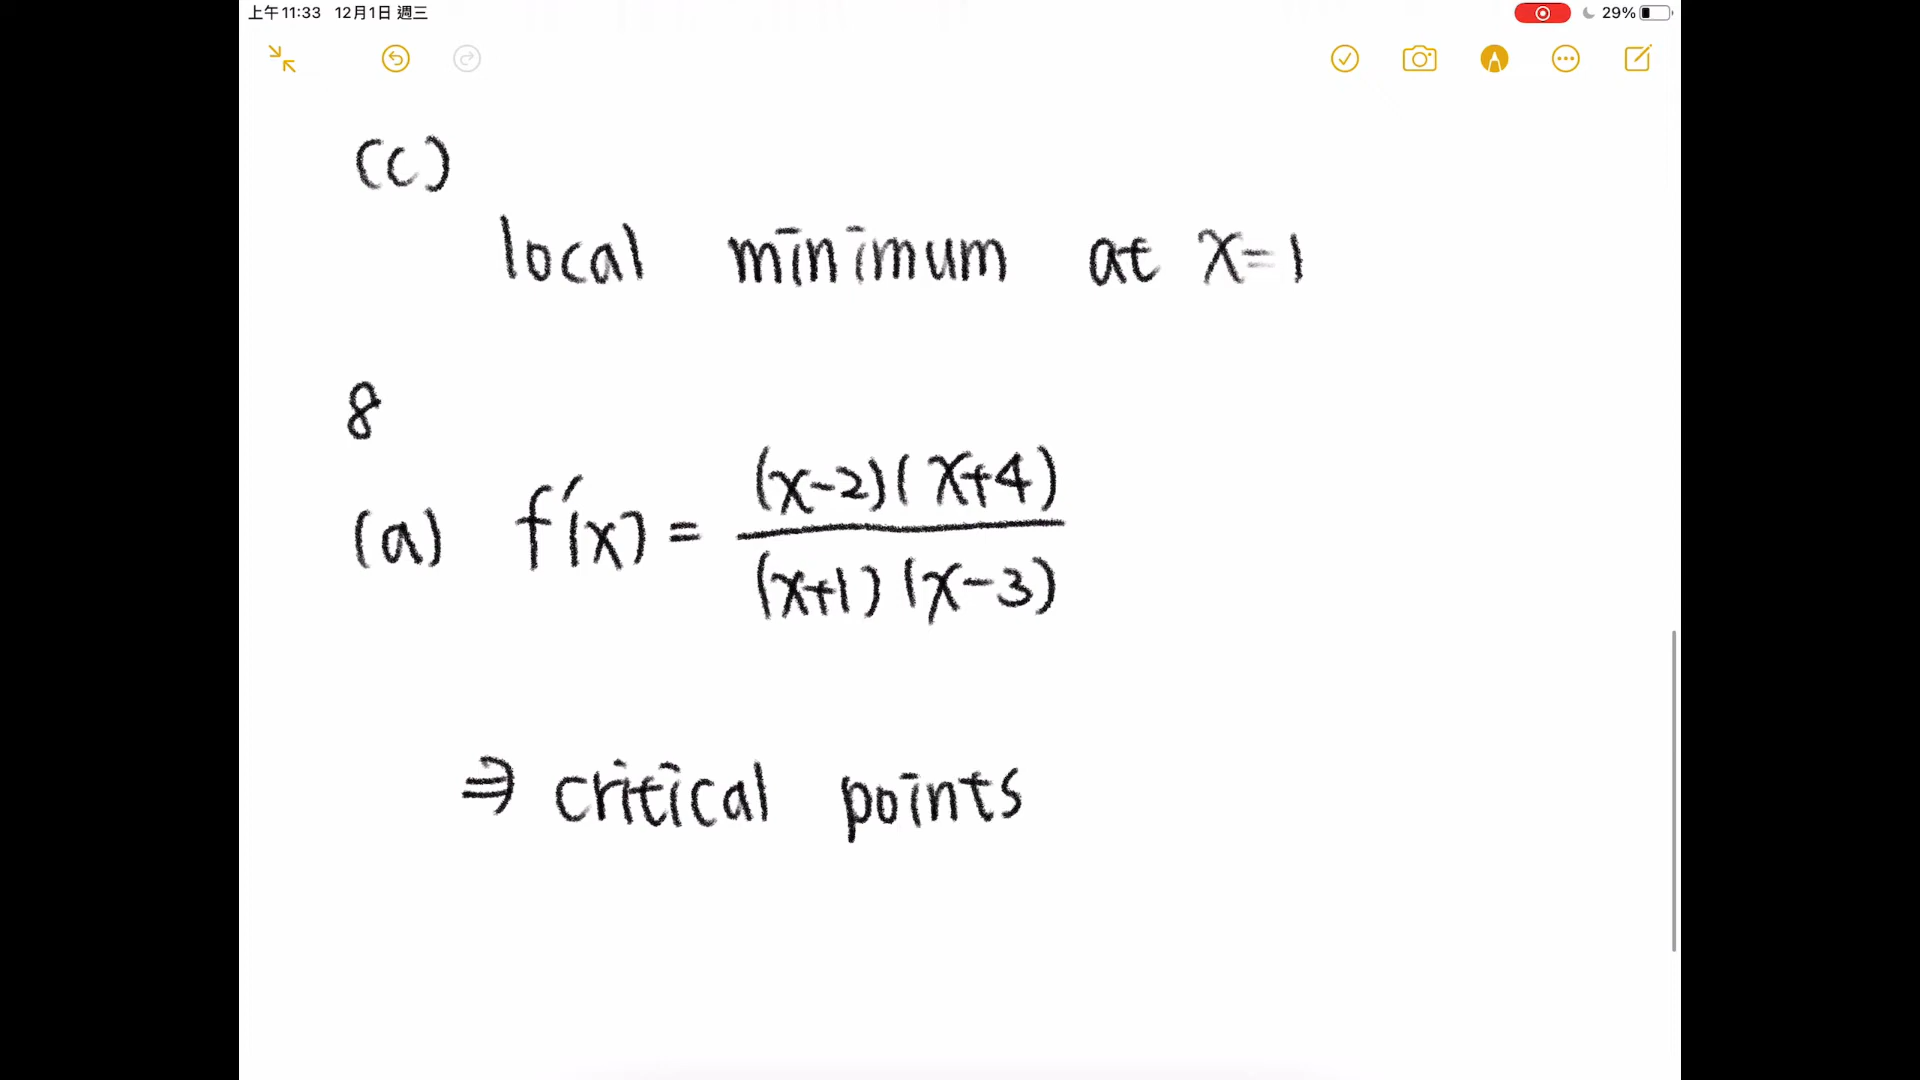 上午11:33 12月1日 週三 29%
(c)
local minimum at x=1
8
(a) f'(x) = (x-2)(x+4)
(x+1)(x-3)
⇒ critical points